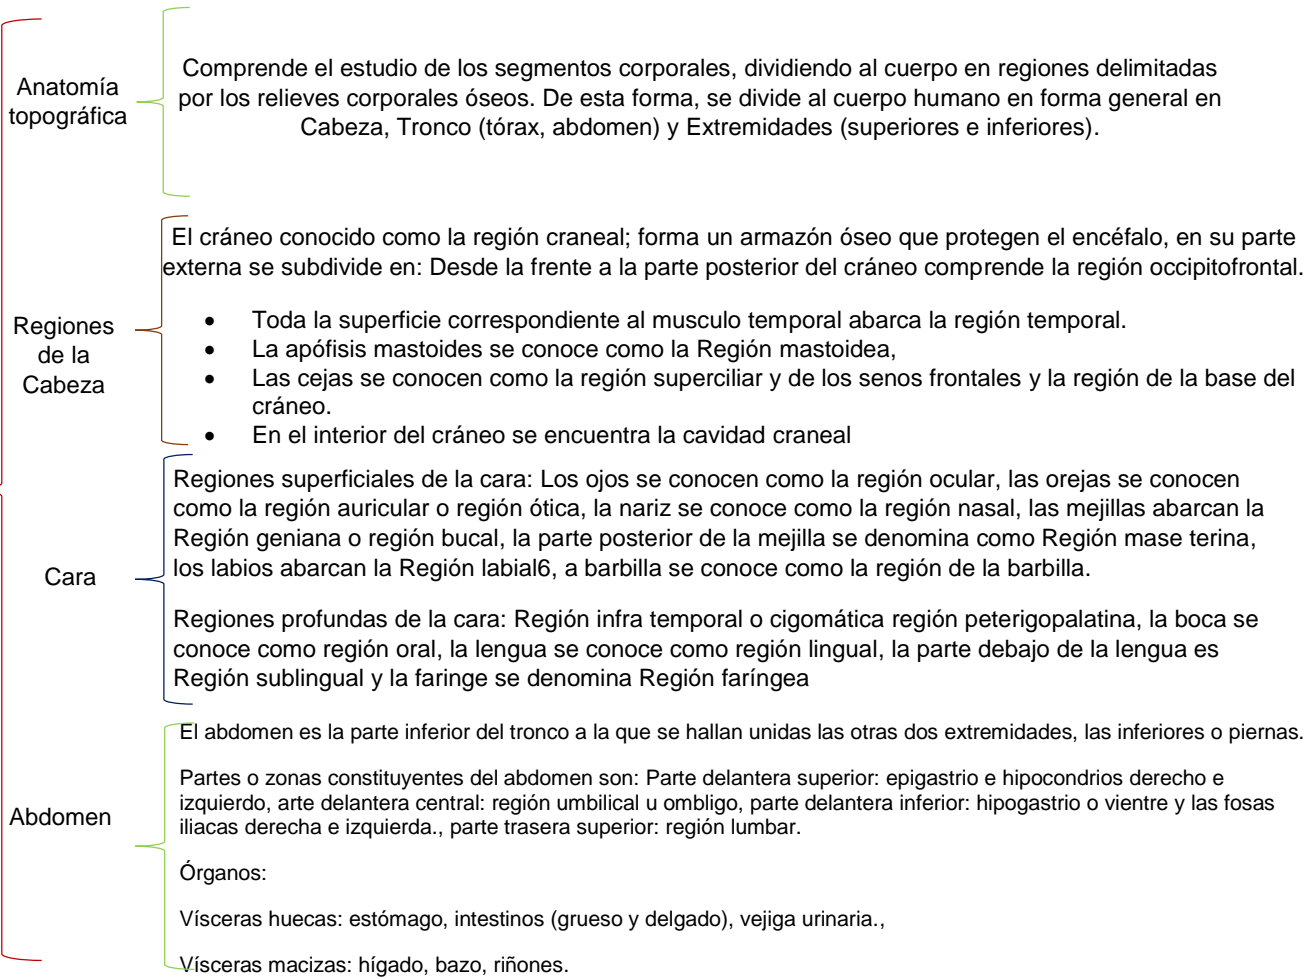 Anatomía
topográfica
Comprende el estudio de los segmentos corporales, dividiendo al cuerpo en regiones delimitadas
por los relieves corporales óseos. De esta forma, se divide al cuerpo humano en forma general en
Cabeza, Tronco (tórax, abdomen) y Extremidades (superiores e inferiores).
Regiones
de la
Cabeza
El cráneo conocido como la región craneal; forma un armazón óseo que protegen el encéfalo, en su parte
externa se subdivide en: Desde la frente a la parte posterior del cráneo comprende la región occipitofrontal.
• Toda la superficie correspondiente al musculo temporal abarca la región temporal.
• La apófisis mastoides se conoce como la Región mastoidea,
• Las cejas se conocen como la región superciliar y de los senos frontales y la región de la base del
cráneo.
• En el interior del cráneo se encuentra la cavidad craneal
Cara
Regiones superficiales de la cara: Los ojos se conocen como la región ocular, las orejas se conocen
como la región auricular o región ótica, la nariz se conoce como la región nasal, las mejillas abarcan la
Región geniana o región bucal, la parte posterior de la mejilla se denomina como Región mase terina,
los labios abarcan la Región labial6, a barbilla se conoce como la región de la barbilla.
Regiones profundas de la cara: Región infra temporal o cigomática región peterigopalatina, la boca se
conoce como región oral, la lengua se conoce como región lingual, la parte debajo de la lengua es
Región sublingual y la faringe se denomina Región faríngea
Abdomen
El abdomen es la parte inferior del tronco a la que se hallan unidas las otras dos extremidades, las inferiores o piernas.
Partes o zonas constituyentes del abdomen son: Parte delantera superior: epigastrio e hipocondrios derecho e
izquierdo, arte delantera central: región umbilical u ombligo, parte delantera inferior: hipogastrio o vientre y las fosas
iliacas derecha e izquierda., parte trasera superior: región lumbar.
Órganos:
Vísceras huecas: estómago, intestinos (grueso y delgado), vejiga urinaria.,
Vísceras macizas: hígado, bazo, riñones.